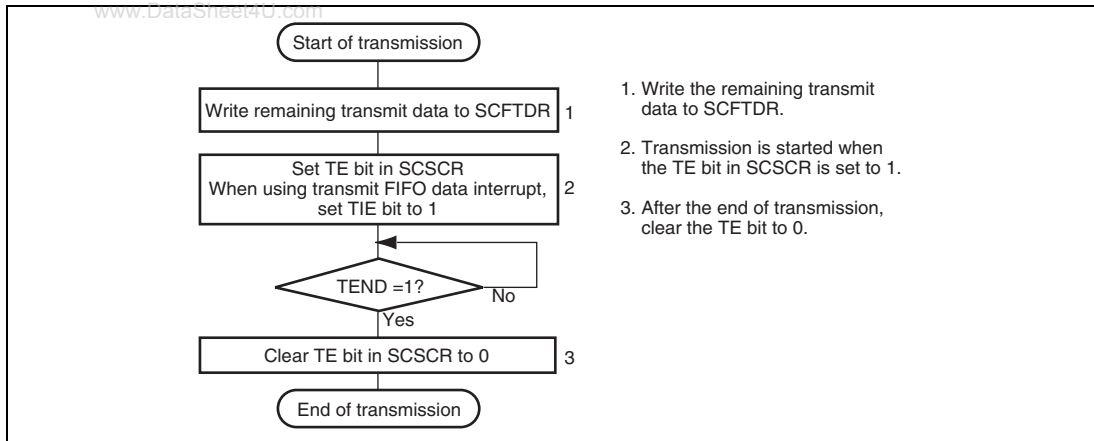 www.DataSheet4U.com
Start of transmission
Write remaining transmit data to SCFTDR
1
Set TE bit in SCSCR
When using transmit FIFO data interrupt,
set TIE bit to 1
2
TEND =1?
No
Yes
Clear TE bit in SCSCR to 0
3
End of transmission
1. Write the remaining transmit
data to SCFTDR.
2. Transmission is started when
the TE bit in SCSCR is set to 1.
3. After the end of transmission,
clear the TE bit to 0.